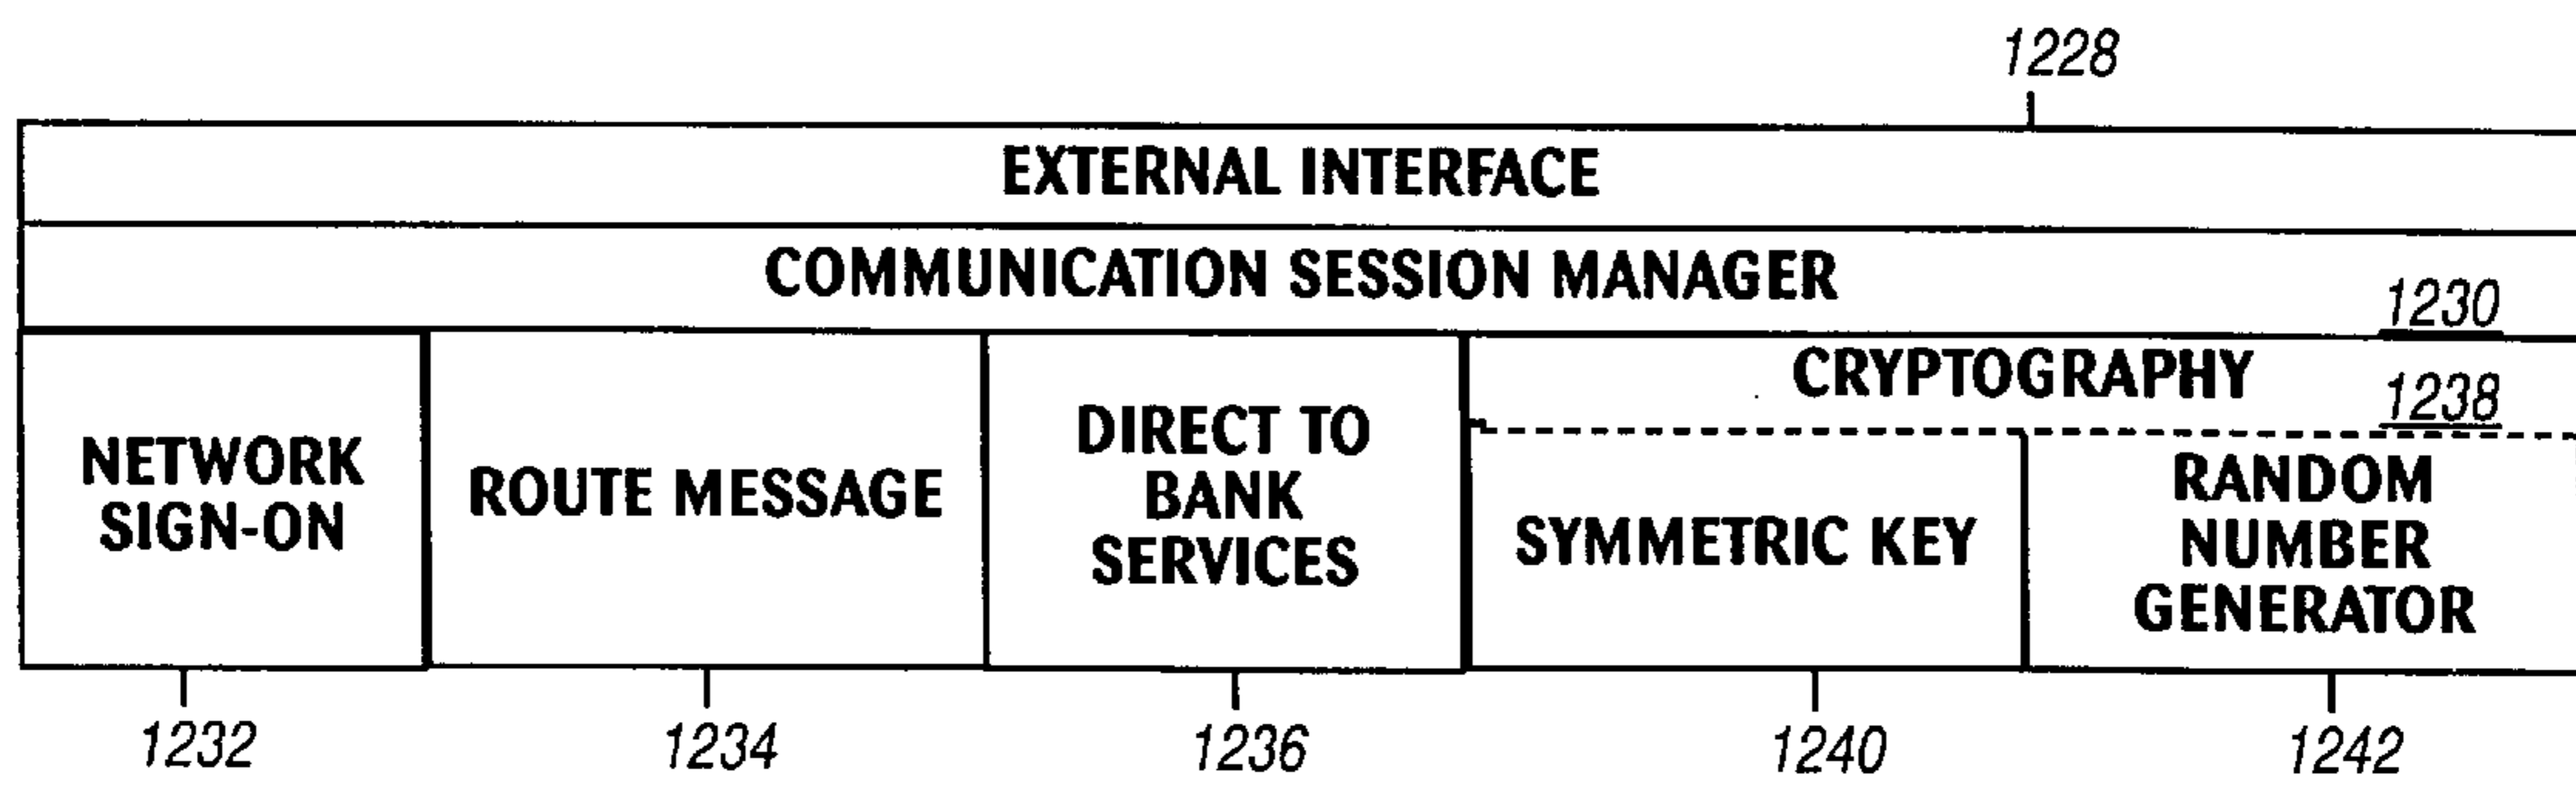 1228
EXTERNAL INTERFACE
COMMUNICATION SESSION MANAGER
1230
NETWORK
SIGN-ON
ROUTE MESSAGE
DIRECT TO
BANK
SERVICES
CRYPTOGRAPHY
1238
SYMMETRIC KEY
RANDOM
NUMBER
GENERATOR
1232
1234
1236
1240
1242